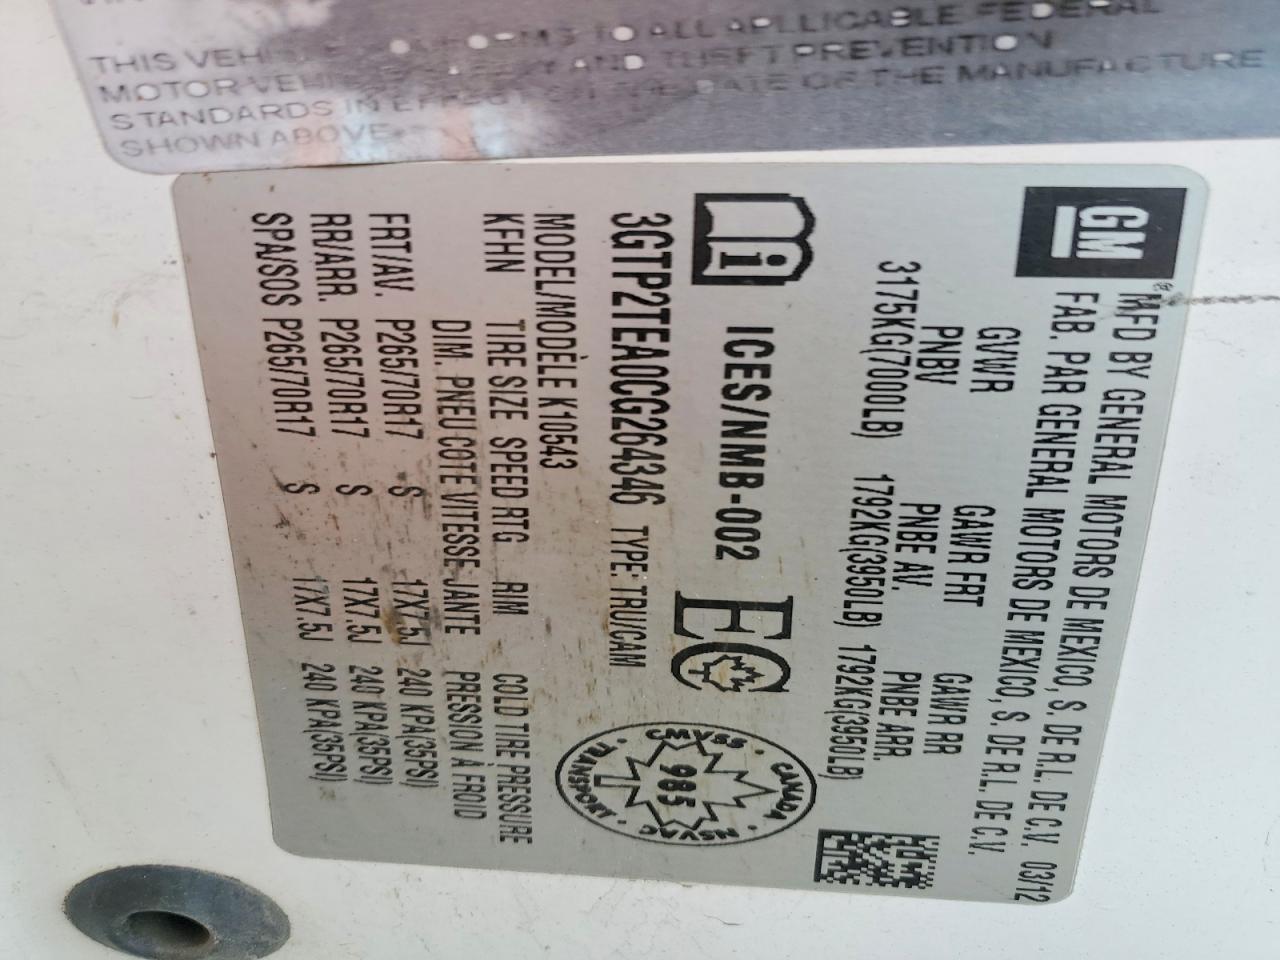 THIS VEHICLE CONFORMS TO ALL APLLICABLE FEDERAL
MOTOR VEHICLE SAFETY AND THEFT PREVENTION
STANDARDS IN EFFECT ON THE DATE OF THE MANUFACTURE
SHOWN ABOVE
GM
MFD BY GENERAL MOTORS DE MEXICO, S. DE R.L. DE C.V. 03/12
FAB. PAR GENERAL MOTORS DE MEXICO, S. DE R.L. DE C.V.
GVWR GAWR FRT GAWR RR
PNBV PNBE AV. PNBE ARR.
3175KG(7000LB) 1792KG(3950LB) 1792KG(3950LB)
i ICES/NMB-002 EC
CANADA · NSVAC · TRANSPORT · CMVSS ·
985
3GTP2TEA0CG264346 TYPE: TRU/CAM
MODEL/MODÈLE K10543
KFHN TIRE SIZE SPEED RTG RIM COLD TIRE PRESSURE
DIM. PNEU COTE VITESSE JANTE PRESSION À FROID
FRT/AV. P265/70R17 S 17X7.5J 240 KPA(35PSI)
RR/ARR. P265/70R17 S 17X7.5J 240 KPA(35PSI)
SPA/SOS P265/70R17 S 17X7.5J 240 KPA(35PSI)